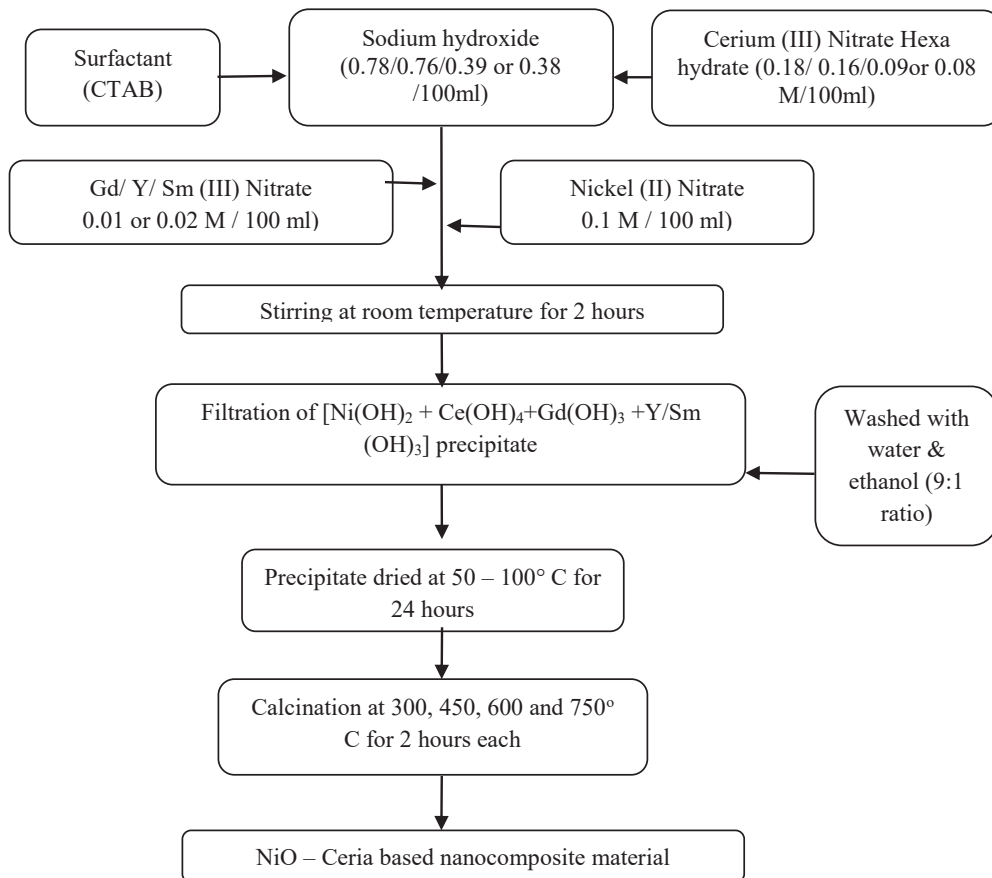 Surfactant
(CTAB)
Sodium hydroxide
(0.78/0.76/0.39 or 0.38
/100ml)
Cerium (III) Nitrate Hexa
hydrate (0.18/ 0.16/0.09or 0.08
M/100ml)
Gd/ Y/ Sm (III) Nitrate
0.01 or 0.02 M / 100 ml)
Nickel (II) Nitrate
0.1 M / 100 ml)
Stirring at room temperature for 2 hours
Filtration of [Ni(OH)₂ + Ce(OH)₄+Gd(OH)₃ +Y/Sm
(OH)₃] precipitate
Washed with
water &
ethanol (9:1
ratio)
Precipitate dried at 50 – 100° C for
24 hours
Calcination at 300, 450, 600 and 750°
C for 2 hours each
NiO – Ceria based nanocomposite material